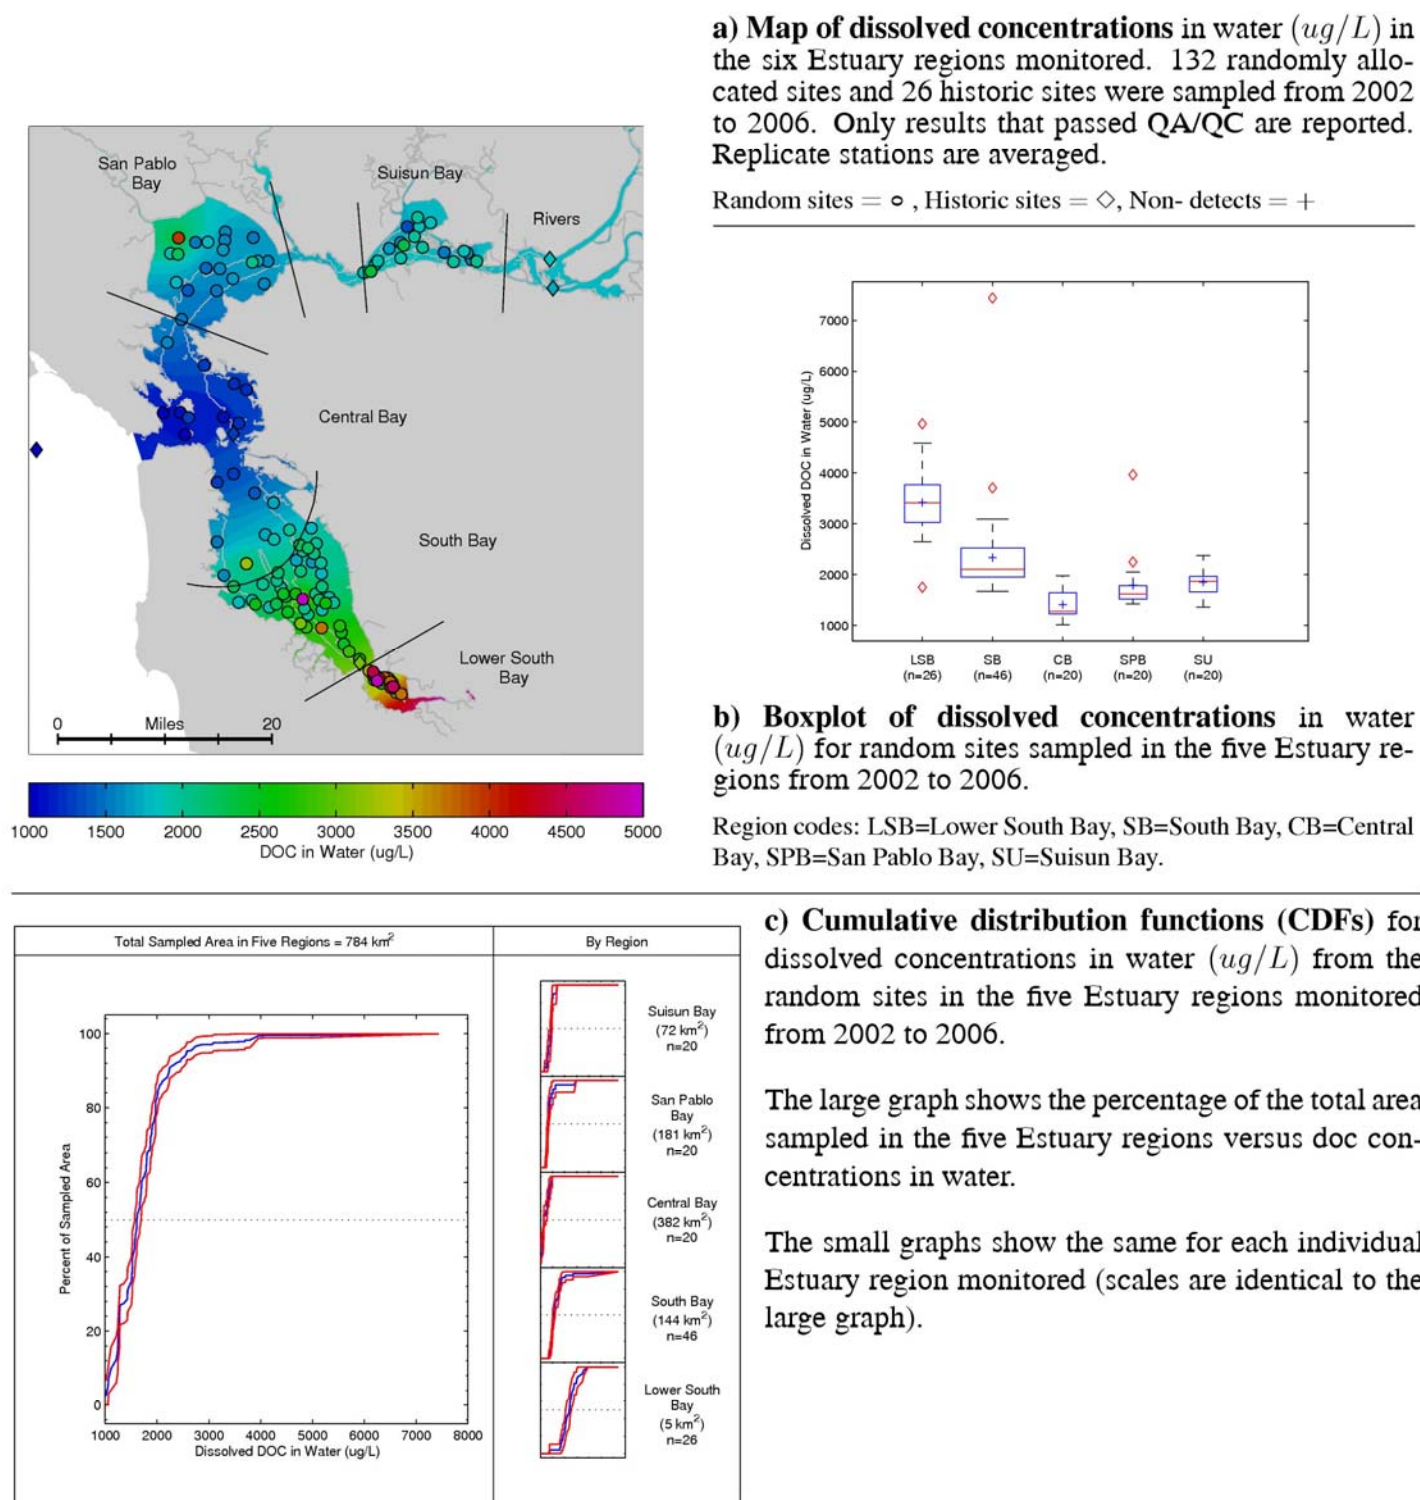 a) Map of dissolved concentrations in water (ug/L) in
the six Estuary regions monitored. 132 randomly allo-
cated sites and 26 historic sites were sampled from 2002
to 2006. Only results that passed QA/QC are reported.
Replicate stations are averaged.
Random sites = o , Historic sites = ◇, Non- detects = +
San Pablo
Bay
Suisun Bay
Rivers
Central Bay
South Bay
Lower South
Bay
0 Miles 20
1000 1500 2000 2500 3000 3500 4000 4500 5000
DOC in Water (ug/L)
Dissolved DOC in Water (ug/L)
7000
6000
5000
4000
3000
2000
1000
LSB SB CB SPB SU
(n=26) (n=46) (n=20) (n=20) (n=20)
b) Boxplot of dissolved concentrations in water
(ug/L) for random sites sampled in the five Estuary re-
gions from 2002 to 2006.
Region codes: LSB=Lower South Bay, SB=South Bay, CB=Central
Bay, SPB=San Pablo Bay, SU=Suisun Bay.
Total Sampled Area in Five Regions = 784 km²
By Region
Percent of Sampled Area
100
80
60
40
20
0
1000 2000 3000 4000 5000 6000 7000 8000
Dissolved DOC in Water (ug/L)
Suisun Bay
(72 km²)
n=20
San Pablo
Bay
(181 km²)
n=20
Central Bay
(382 km²)
n=20
South Bay
(144 km²)
n=46
Lower South
Bay
(5 km²)
n=26
c) Cumulative distribution functions (CDFs) for
dissolved concentrations in water (ug/L) from the
random sites in the five Estuary regions monitored
from 2002 to 2006.
The large graph shows the percentage of the total area
sampled in the five Estuary regions versus doc con-
centrations in water.
The small graphs show the same for each individual
Estuary region monitored (scales are identical to the
large graph).